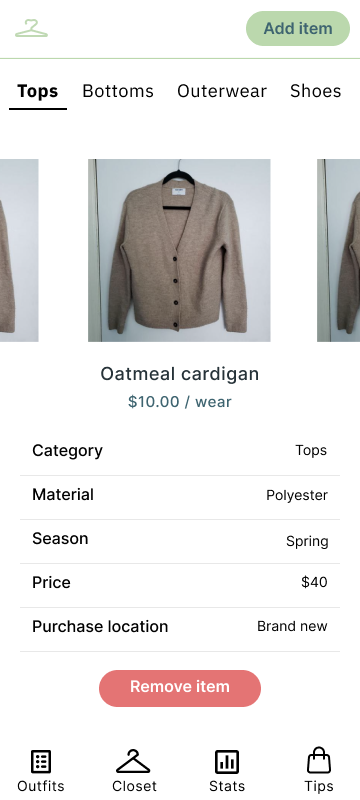 Add item
Tops Bottoms Outerwear Shoes
Oatmeal cardigan
$10.00 / wear
Category Tops
Material Polyester
Season Spring
Price $40
Purchase location Brand new
Remove item
Outfits Closet Stats Tips